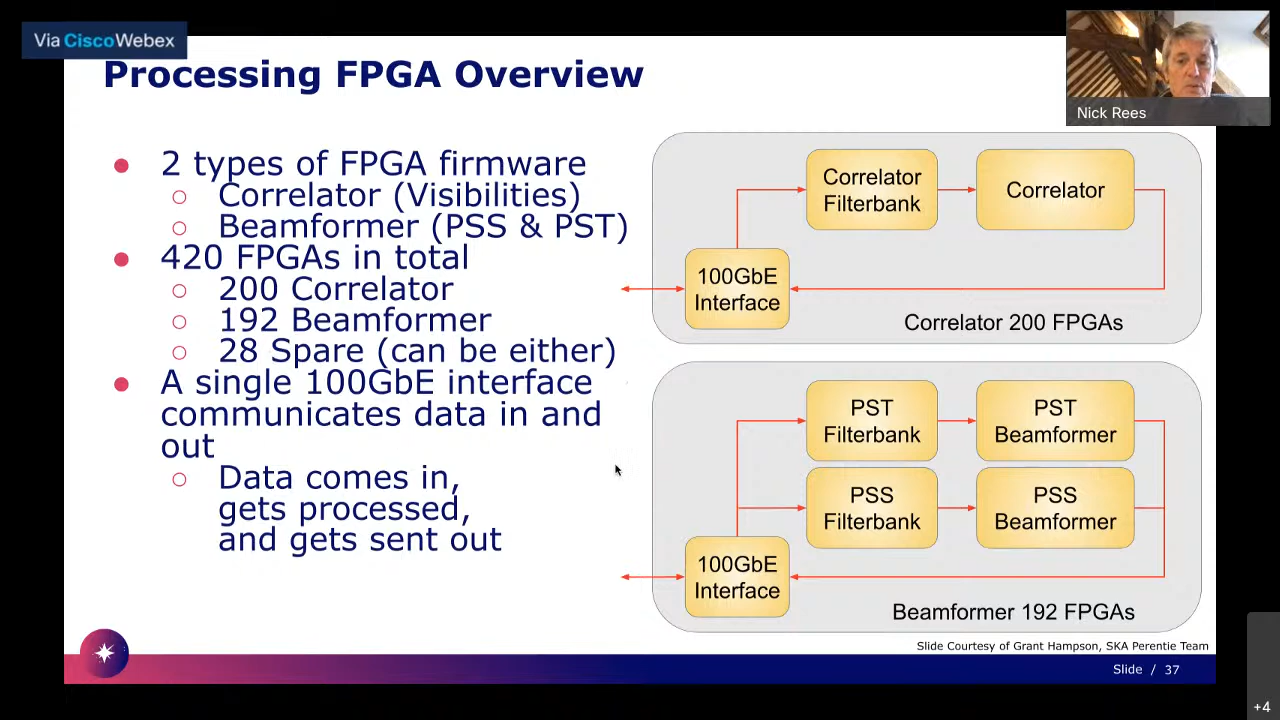 Via CiscoWebex
Nick Rees
Processing FPGA Overview
2 types of FPGA firmware
Correlator (Visibilities)
Beamformer (PSS & PST)
420 FPGAs in total
200 Correlator
192 Beamformer
28 Spare (can be either)
A single 100GbE interface
communicates data in and
out
Data comes in,
gets processed,
and gets sent out
Correlator
Filterbank
Correlator
100GbE
Interface
Correlator 200 FPGAs
PST
Filterbank
PST
Beamformer
PSS
Filterbank
PSS
Beamformer
100GbE
Interface
Beamformer 192 FPGAs
Slide Courtesy of Grant Hampson, SKA Perentie Team
Slide / 37
+4